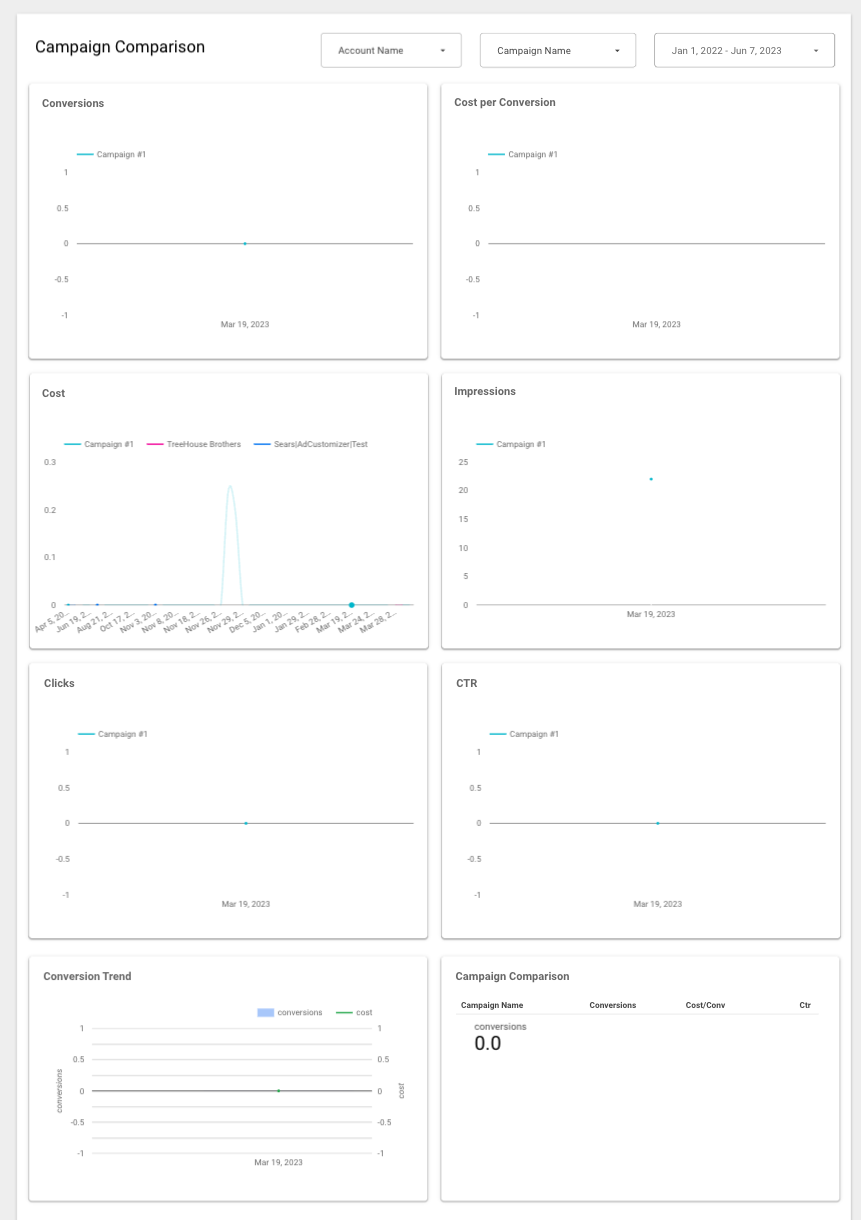 Campaign Comparison
Account Name
Campaign Name
Jan 1, 2022 - Jun 7, 2023
Conversions
Campaign #1
1
0.5
0
-0.5
-1
Mar 19, 2023
Cost per Conversion
Campaign #1
1
0.5
0
-0.5
-1
Mar 19, 2023
Cost
Campaign #1 TreeHouse Brothers Sears|AdCustomizer|Test
0.3
0.2
0.1
0
Apr 5, 20... Jun 19, 2... Aug 21, 2... Oct 17, 2... Nov 3, 20... Nov 8, 20... Nov 18, 2... Nov 26, 2... Nov 29, 2... Dec 5, 20... Jan 1, 20... Jan 29, 2... Feb 28, 2... Mar 19, 2... Mar 24, 2... Mar 28, 2...
Impressions
Campaign #1
25
20
15
10
5
0
Mar 19, 2023
Clicks
Campaign #1
1
0.5
0
-0.5
-1
Mar 19, 2023
CTR
Campaign #1
1
0.5
0
-0.5
-1
Mar 19, 2023
Conversion Trend
conversions cost
1 1
0.5 0.5
0 0
-0.5 -0.5
-1 -1
conversions
cost
Mar 19, 2023
Campaign Comparison
Campaign Name Conversions Cost/Conv Ctr
conversions
0.0